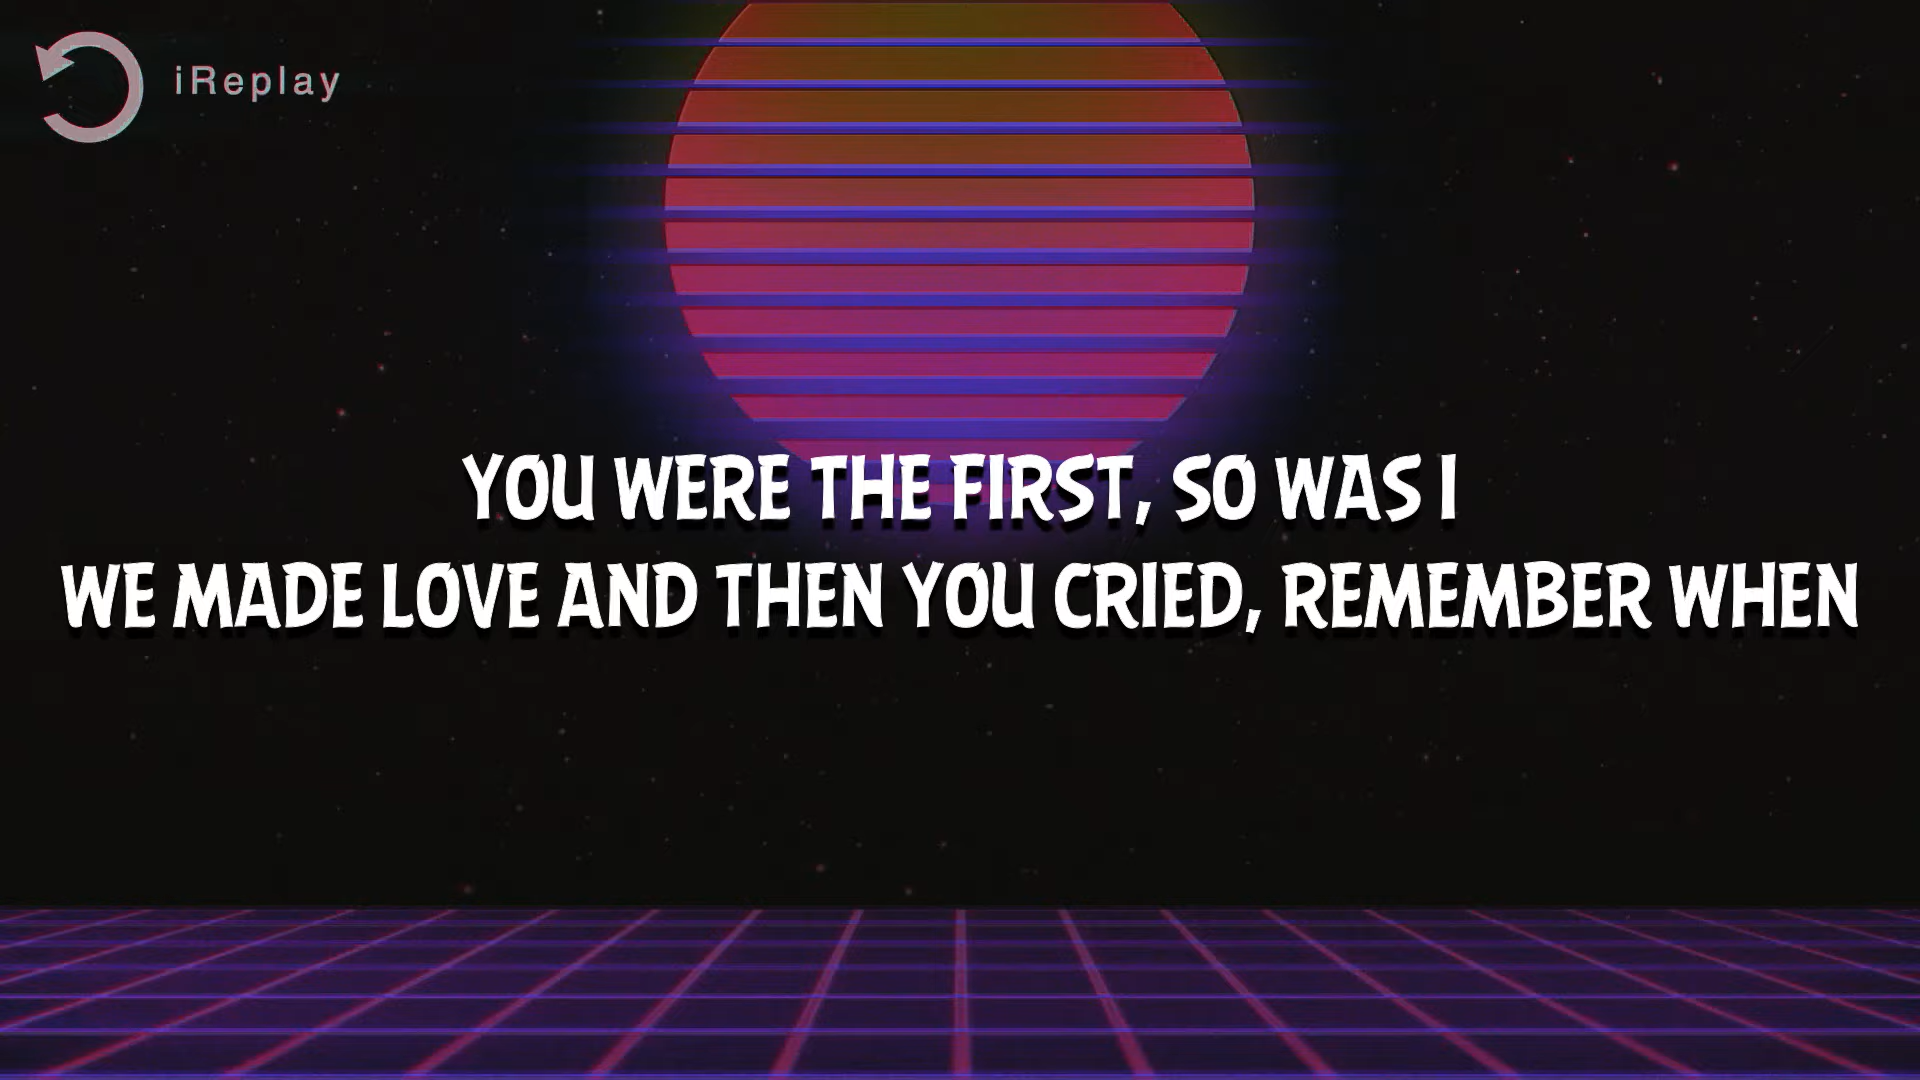 iReplay
YOU WERE THE FIRST, SO WAS I
WE MADE LOVE AND THEN YOU CRIED, REMEMBER WHEN